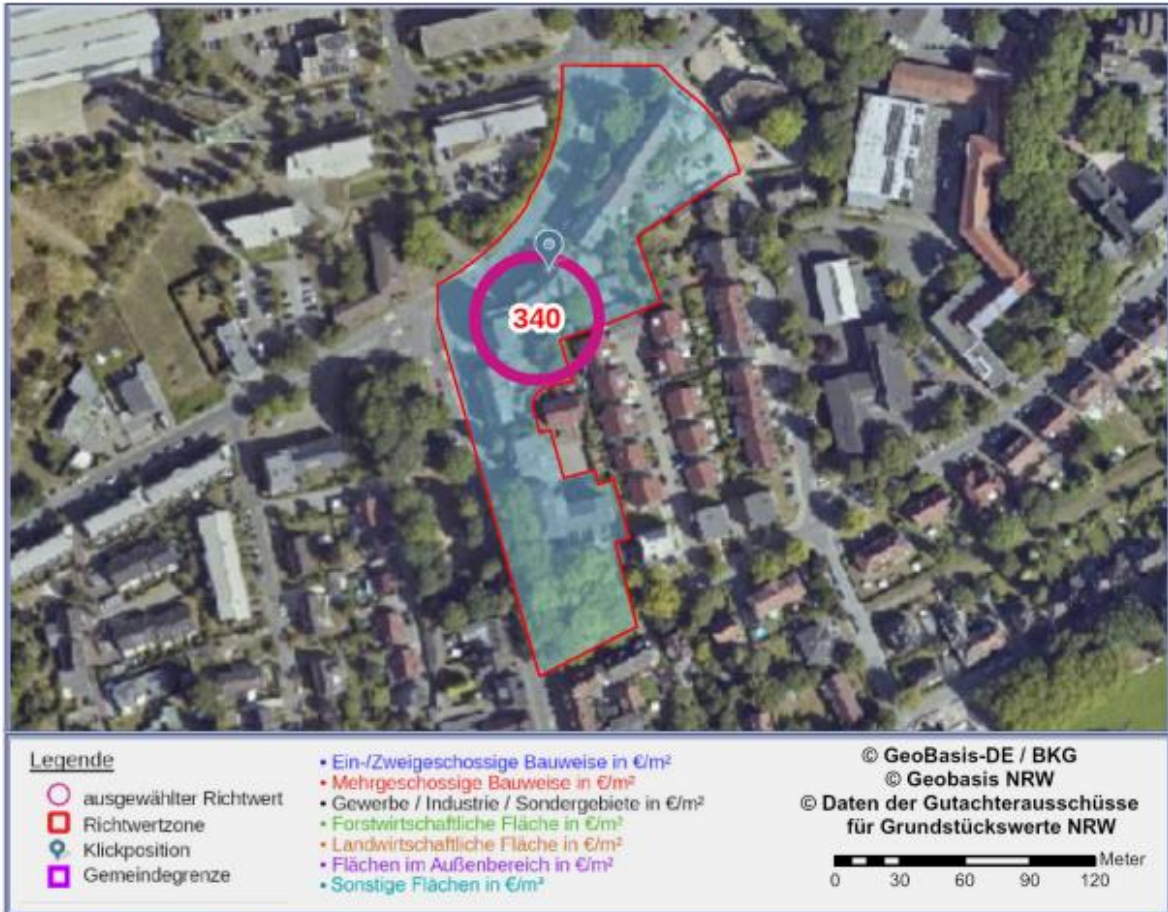 340
Legende
ausgewählter Richtwert
Richtwertzone
Klickposition
Gemeindegrenze
• Ein-/Zweigeschossige Bauweise in €/m²
• Mehrgeschossige Bauweise in €/m²
• Gewerbe / Industrie / Sondergebiete in €/m²
• Forstwirtschaftliche Fläche in €/m²
• Landwirtschaftliche Fläche in €/m²
• Flächen im Außenbereich in €/m²
• Sonstige Flächen in €/m²
© GeoBasis-DE / BKG
© Geobasis NRW
© Daten der Gutachterausschüsse
für Grundstückswerte NRW
Meter
0 30 60 90 120